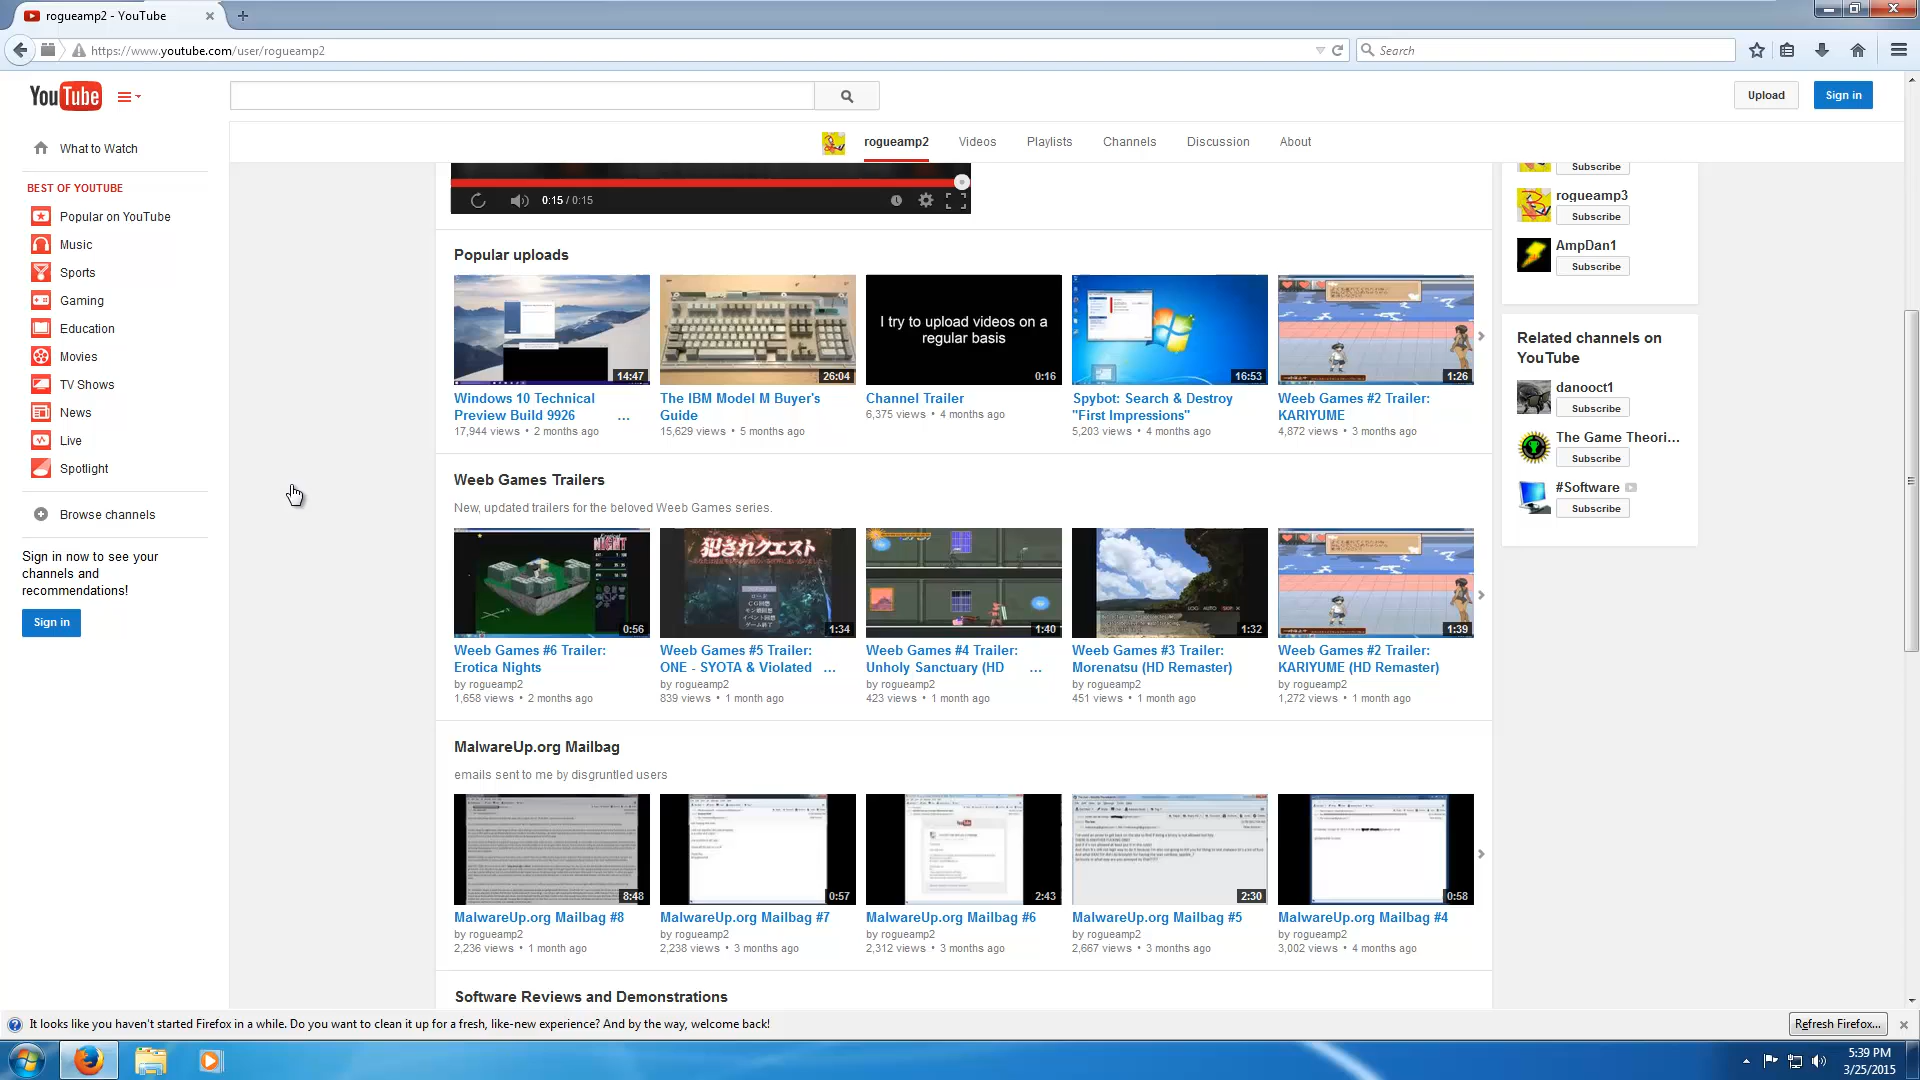 rogueamp2 - YouTube
https://www.youtube.com/user/rogueamp2
Search
YouTube
Upload
Sign in
rogueamp2
Videos
Playlists
Channels
Discussion
About
What to Watch
BEST OF YOUTUBE
Popular on YouTube
Music
Sports
Gaming
Education
Movies
TV Shows
News
Live
Spotlight
Browse channels
Sign in now to see your
channels and
recommendations!
Sign in
0:15 / 0:15
Popular uploads
14:47
Windows 10 Technical
Preview Build 9926 ...
17,944 views • 2 months ago
26:04
The IBM Model M Buyer's
Guide
15,629 views • 5 months ago
I try to upload videos on a
regular basis
0:16
Channel Trailer
6,375 views • 4 months ago
16:53
Spybot: Search & Destroy
"First Impressions"
5,203 views • 4 months ago
1:26
Weeb Games #2 Trailer:
KARIYUME
4,872 views • 3 months ago
Weeb Games Trailers
New, updated trailers for the beloved Weeb Games series.
NIGHT
0:56
Weeb Games #6 Trailer:
Erotica Nights
by rogueamp2
1,658 views • 2 months ago
犯されクエスト
1:34
Weeb Games #5 Trailer:
ONE - SYOTA & Violated ...
by rogueamp2
839 views • 1 month ago
1:40
Weeb Games #4 Trailer:
Unholy Sanctuary (HD ...
by rogueamp2
423 views • 1 month ago
LOG AUTO SKIP X
1:32
Weeb Games #3 Trailer:
Morenatsu (HD Remaster)
by rogueamp2
451 views • 1 month ago
1:39
Weeb Games #2 Trailer:
KARIYUME (HD Remaster)
by rogueamp2
1,272 views • 1 month ago
MalwareUp.org Mailbag
emails sent to me by disgruntled users
8:48
MalwareUp.org Mailbag #8
by rogueamp2
2,236 views • 1 month ago
0:57
MalwareUp.org Mailbag #7
by rogueamp2
2,238 views • 3 months ago
2:43
MalwareUp.org Mailbag #6
by rogueamp2
2,312 views • 3 months ago
2:30
MalwareUp.org Mailbag #5
by rogueamp2
2,667 views • 3 months ago
0:58
MalwareUp.org Mailbag #4
by rogueamp2
3,002 views • 4 months ago
Software Reviews and Demonstrations
Subscribe
rogueamp3
Subscribe
AmpDan1
Subscribe
Related channels on
YouTube
danooct1
Subscribe
The Game Theori...
Subscribe
#Software
Subscribe
It looks like you haven't started Firefox in a while. Do you want to clean it up for a fresh, like-new experience? And by the way, welcome back!
Refresh Firefox...
5:39 PM
3/25/2015